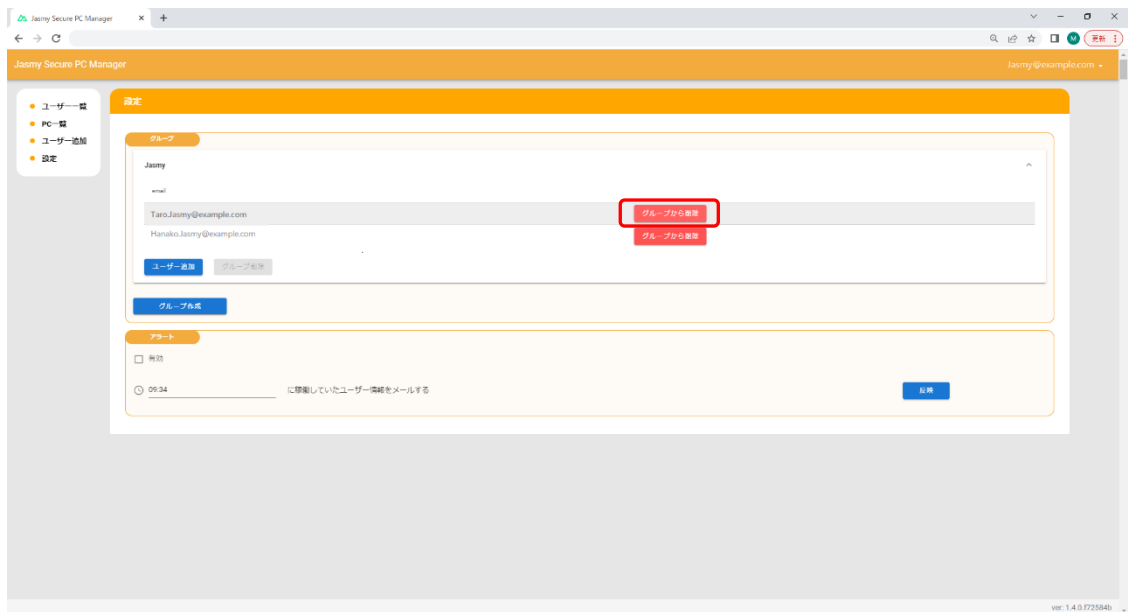 Jasmy Secure PC Manager
更新
Jasmy Secure PC Manager
Jasmy@example.com
ユーザー一覧
PC一覧
ユーザー追加
設定
設定
グループ
Jasmy
email
Taro.Jasmy@example.com グループから削除
Hanako.Jasmy@example.com グループから削除
ユーザー追加 グループ削除
グループ作成
アラート
有効
09:34 に稼働していたユーザー情報をメールする 反映
ver: 1.4.0.f72584b